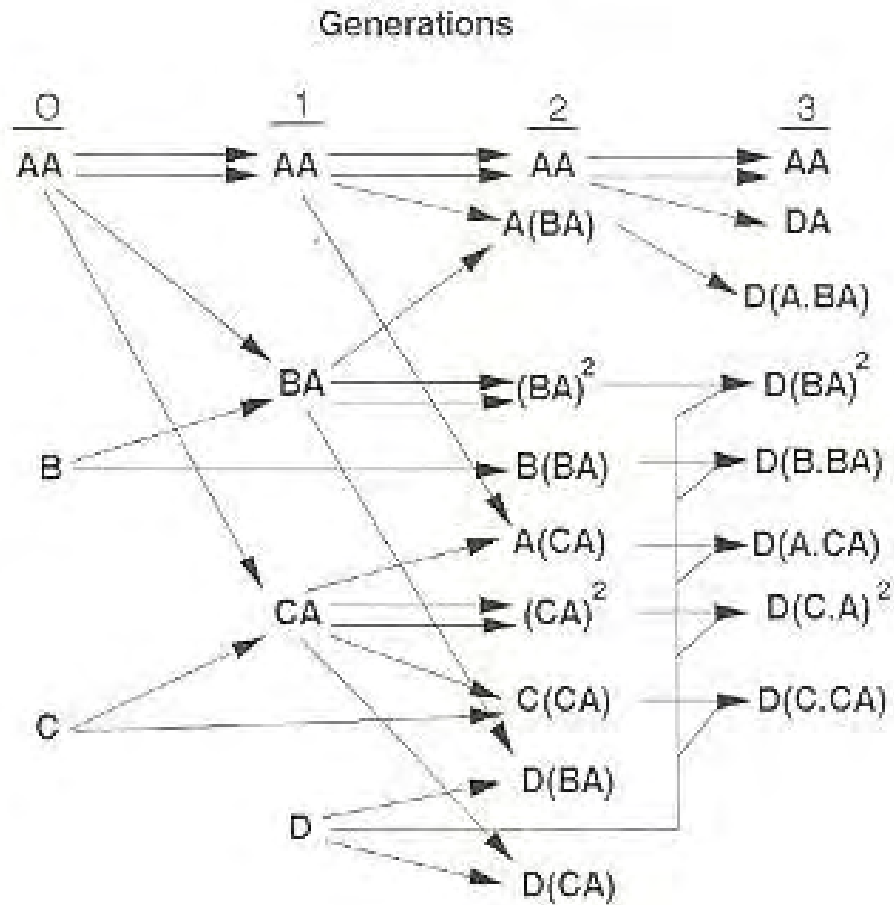 Generations
0 1 2 3
AA AA AA AA
A(BA) DA
D(A.BA)
BA (BA)² D(BA)²
B B(BA) D(B.BA)
A(CA) D(A.CA)
CA (CA)² D(C.A)²
C C(CA) D(C.CA)
D(BA)
D
D(CA)